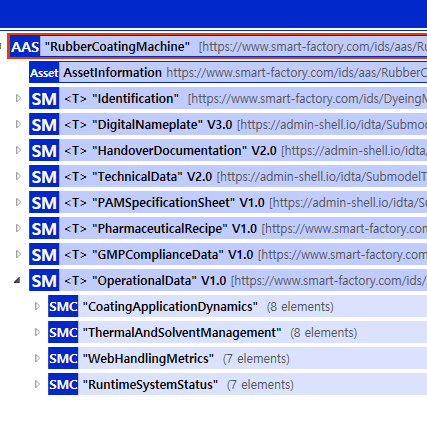 AAS "RubberCoatingMachine" [https://www.smart-factory.com/ids/aas/Ru
Asset AssetInformation https://www.smart-factory.com/ids/aas/RubberC
SM <T> "Identification" [https://www.smart-factory.com/ids/DyeingM
SM <T> "DigitalNameplate" V3.0 [https://admin-shell.io/idta/Submode
SM <T> "HandoverDocumentation" V2.0 [https://admin-shell.io/idta
SM <T> "TechnicalData" V2.0 [https://admin-shell.io/idta/SubmodelT
SM <T> "PAMSpecificationSheet" V1.0 [https://admin-shell.io/idta/Su
SM <T> "PharmaceuticalRecipe" V1.0 [https://www.smart-factory.c
SM <T> "GMPComplianceData" V1.0 [https://www.smart-factory.co
SM <T> "OperationalData" V1.0 [https://www.smart-factory.com/ids/
SMC "CoatingApplicationDynamics" (8 elements)
SMC "ThermalAndSolventManagement" (8 elements)
SMC "WebHandlingMetrics" (7 elements)
SMC "RuntimeSystemStatus" (7 elements)